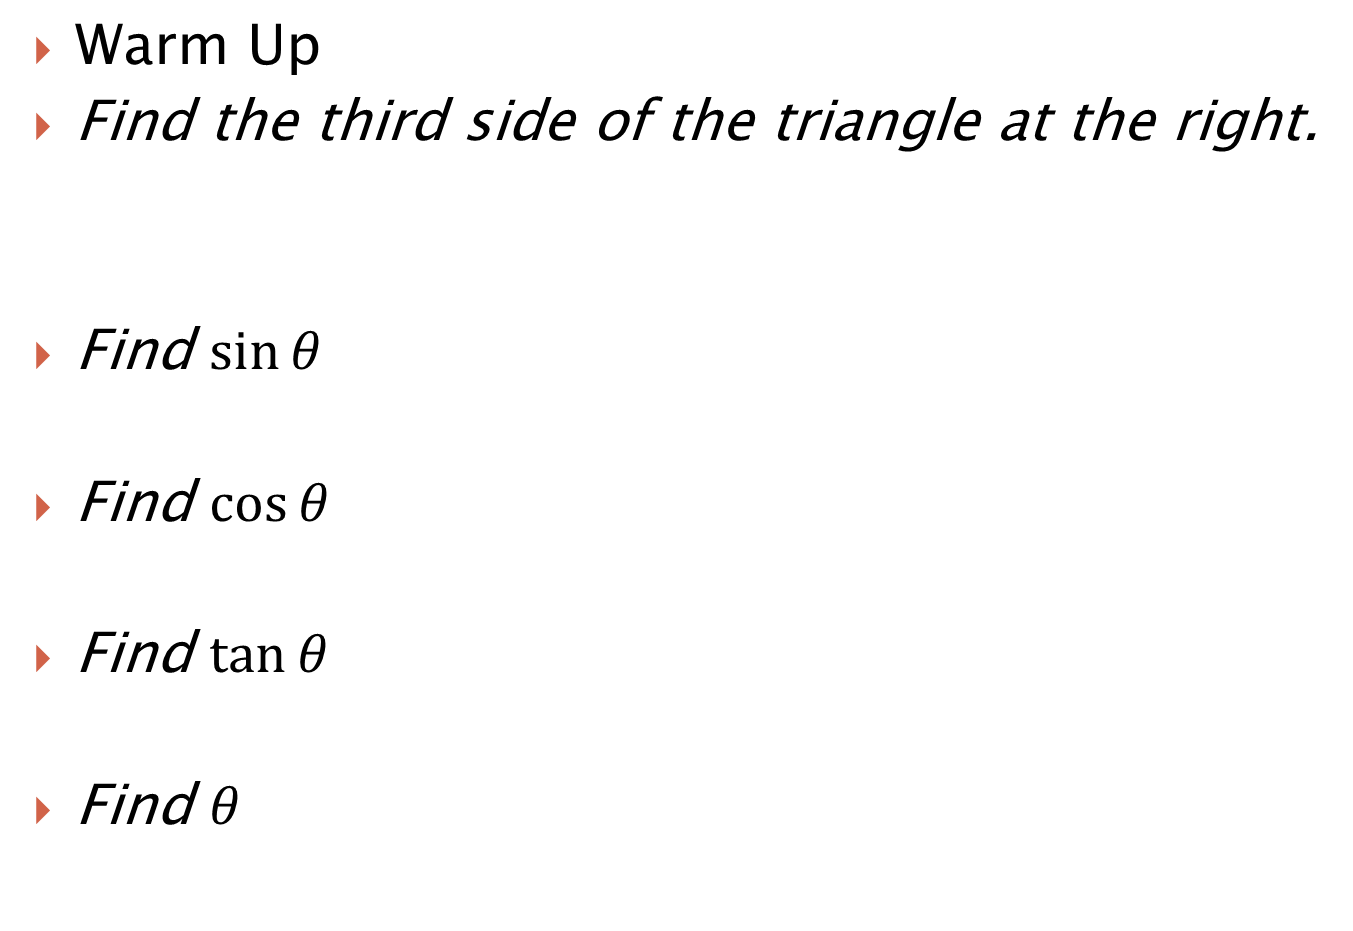 Warm Up
Find the third side of the triangle at the right.
Find sin θ
Find cos θ
Find tan θ
Find θ